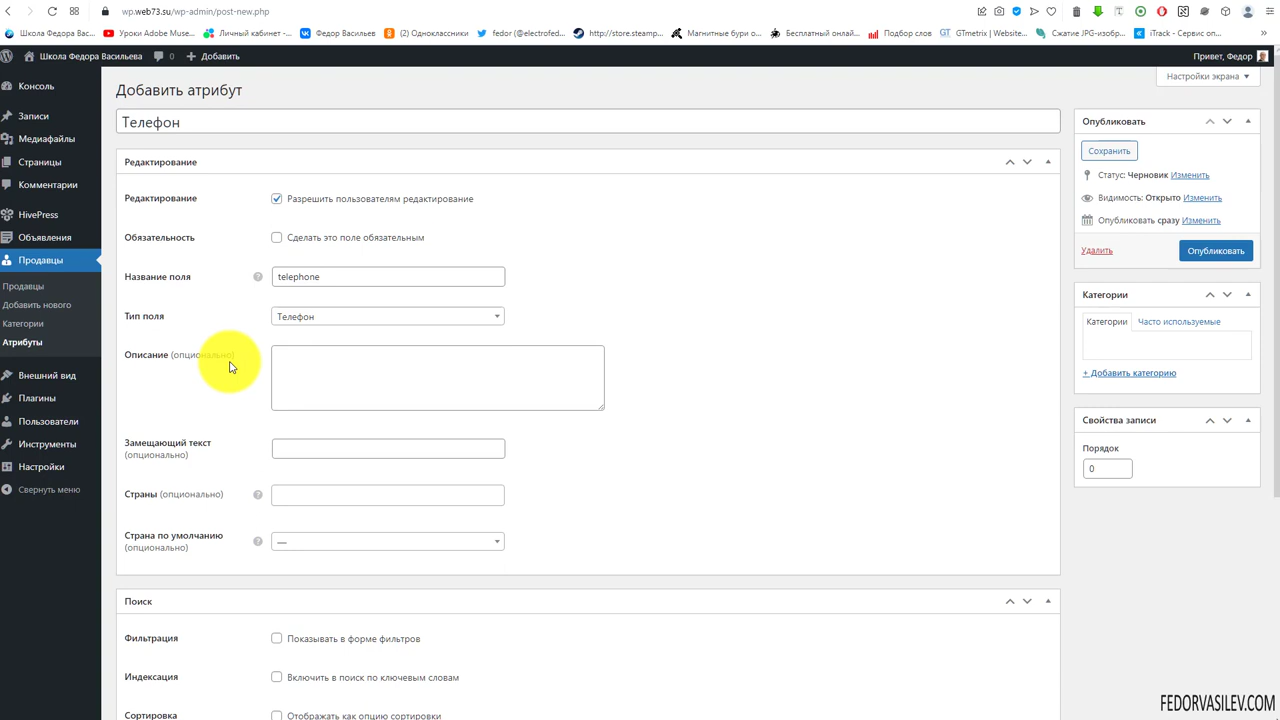 wp.web73.su/wp-admin/post-new.php
Школа Федора Вас...
Уроки Adobe Muse...
Личный кабинет -...
Федор Васильев
(2) Одноклассники
fedor (@electrofed...
http://store.steamp...
Магнитные бури о...
Бесплатный онлай...
Подбор слов
GTmetrix | Website...
Сжатие JPG-изобр...
iTrack - Сервис оп...
»
Школа Федора Васильева
Добавить
Привет, Федор
Настройки экрана
Консоль
Записи
Медиафайлы
Страницы
Комментарии
HivePress
Объявления
Продавцы
Продавцы
Добавить нового
Категории
Атрибуты
Внешний вид
Плагины
Пользователи
Инструменты
Настройки
Свернуть меню
Добавить атрибут
Телефон
Редактирование
Редактирование
Разрешить пользователям редактирование
Обязательность
Сделать это поле обязательным
Название поля
telephone
Тип поля
Телефон
Описание (опционально)
Замещающий текст
(опционально)
Страны (опционально)
Страна по умолчанию
(опционально)
—
Поиск
Фильтрация
Показывать в форме фильтров
Индексация
Включить в поиск по ключевым словам
Сортировка
Отображать как опцию сортировки
Опубликовать
Сохранить
Статус: Черновик Изменить
Видимость: Открыто Изменить
Опубликовать сразу Изменить
Удалить
Опубликовать
Категории
Категории
Часто используемые
+ Добавить категорию
Свойства записи
Порядок
0
FEDORVASILEV.COM